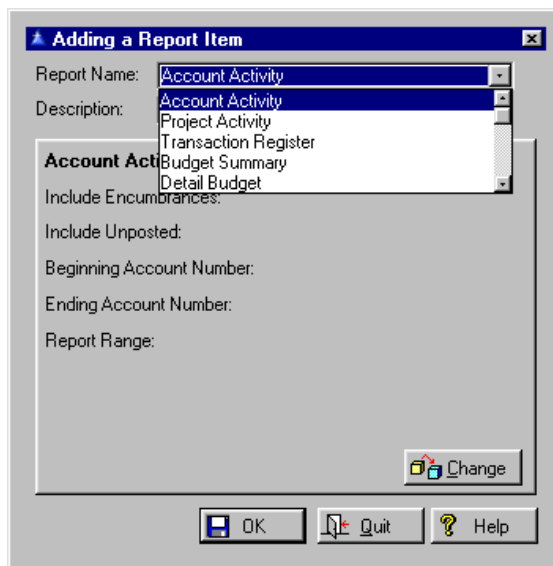 Adding a Report Item
Report Name: Account Activity
Account Activity
Description:
Project Activity
Transaction Register
Account Acti
Budget Summary
Detail Budget
Include Encumbrances:
Include Unposted:
Beginning Account Number:
Ending Account Number:
Report Range:
Change
OK Quit Help